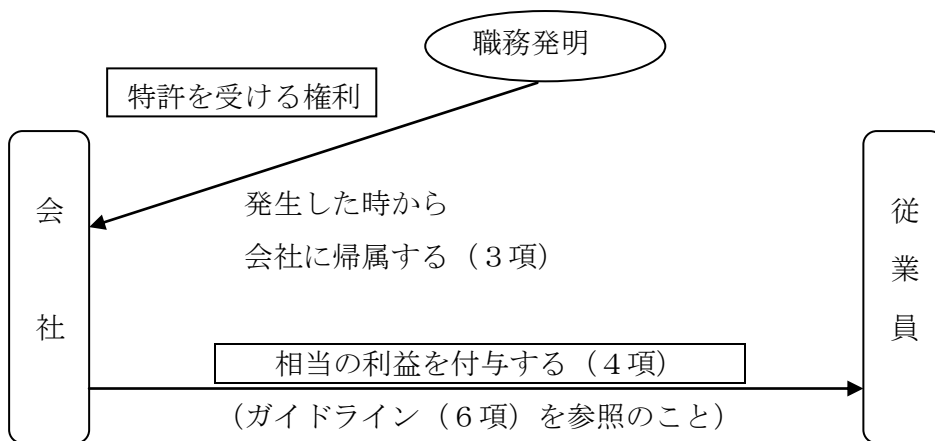 職務発明
特許を受ける権利
会社
発生した時から
会社に帰属する（３項）
従業員
相当の利益を付与する（４項）
（ガイドライン（６項）を参照のこと）